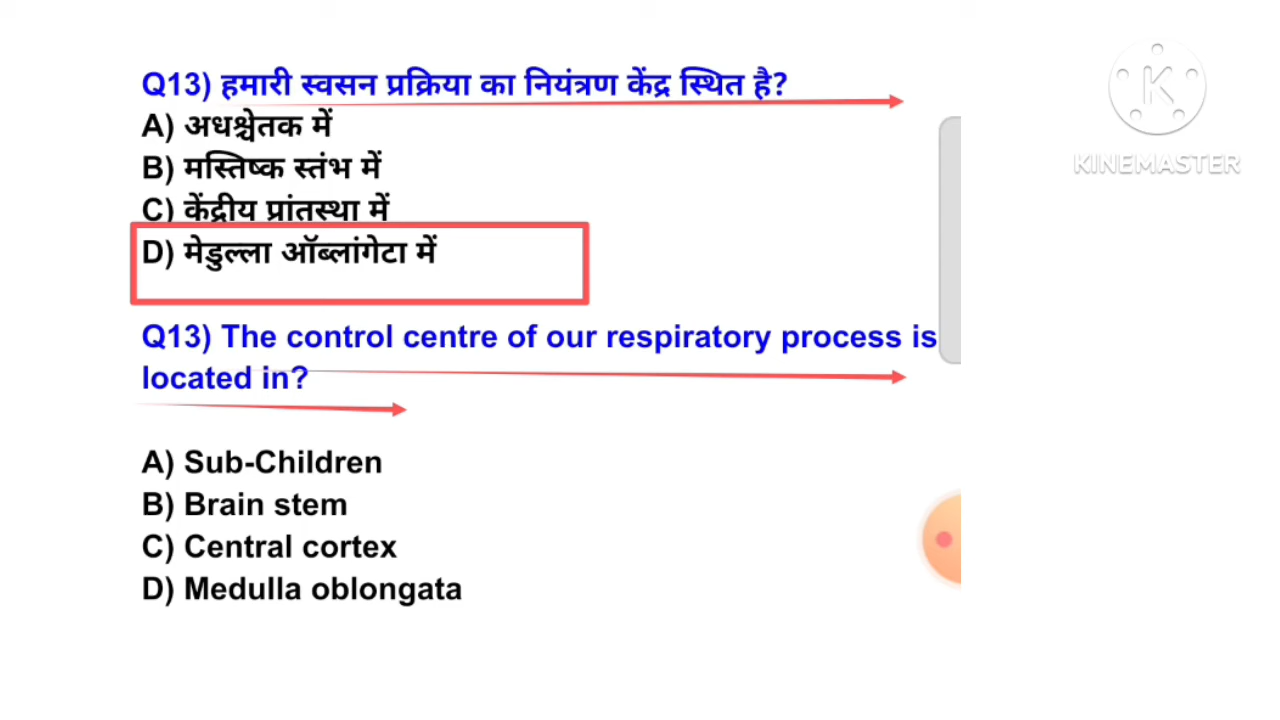 Q13) हमारी स्वसन प्रक्रिया का नियंत्रण केंद्र स्थित है?
A) अधश्चेतक में
B) मस्तिष्क स्तंभ में
C) केंद्रीय प्रांतस्था में
D) मेडुल्ला ऑब्लांगेटा में
Q13) The control centre of our respiratory process is
located in?
A) Sub-Children
B) Brain stem
C) Central cortex
D) Medulla oblongata
K
KINEMASTER